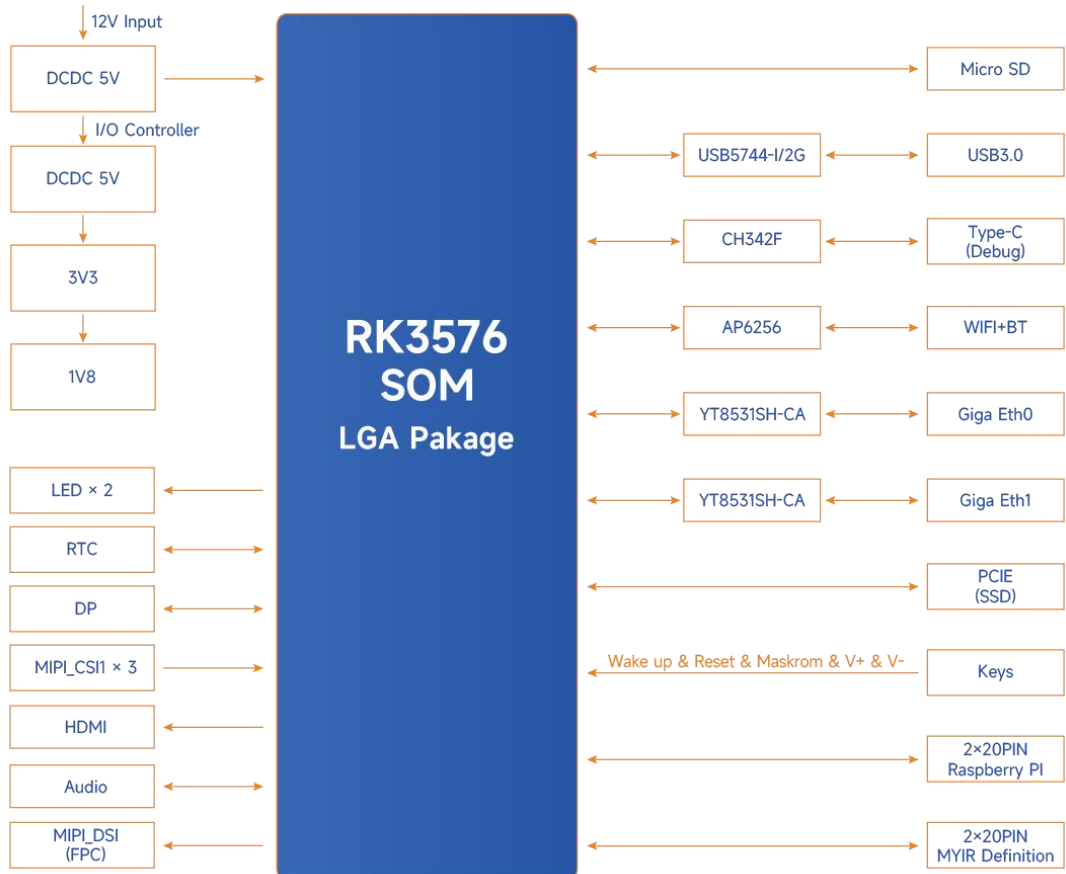 12V Input
DCDC 5V
I/O Controller
DCDC 5V
3V3
1V8
LED × 2
RTC
DP
MIPI_CSI1 × 3
HDMI
Audio
MIPI_DSI
(FPC)
RK3576
SOM
LGA Pakage
Micro SD
USB5744-I/2G
USB3.0
CH342F
Type-C
(Debug)
AP6256
WIFI+BT
YT8531SH-CA
Giga Eth0
YT8531SH-CA
Giga Eth1
PCIE
(SSD)
Wake up & Reset & Maskrom & V+ & V-
Keys
2×20PIN
Raspberry PI
2×20PIN
MYIR Definition